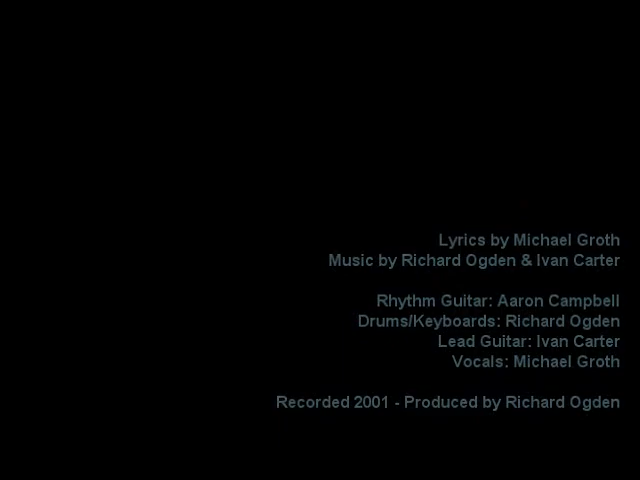 Lyrics by Michael Groth
Music by Richard Ogden & Ivan Carter
Rhythm Guitar: Aaron Campbell
Drums/Keyboards: Richard Ogden
Lead Guitar: Ivan Carter
Vocals: Michael Groth
Recorded 2001 - Produced by Richard Ogden